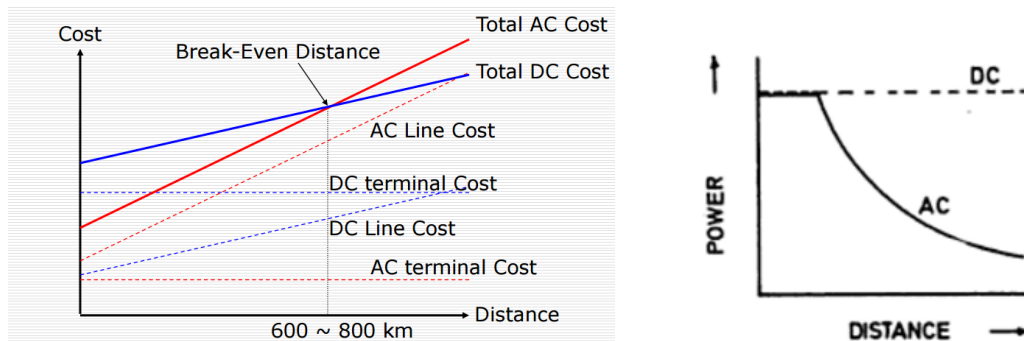 Cost
Total AC Cost
Break-Even Distance
Total DC Cost
AC Line Cost
DC terminal Cost
DC Line Cost
AC terminal Cost
Distance
600 ~ 800 km
DC
AC
POWER
DISTANCE